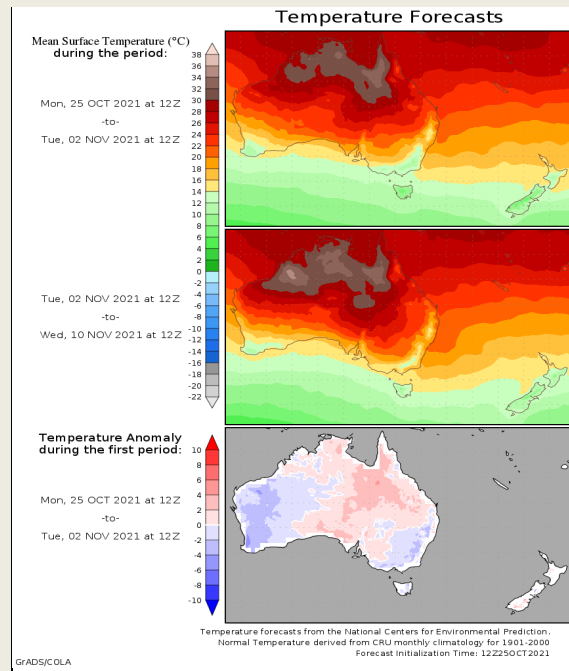 Temperature Forecasts
Mean Surface Temperature (°C)
during the period:
Mon, 25 OCT 2021 at 12Z
-to-
Tue, 02 NOV 2021 at 12Z
38
36
34
32
30
28
26
24
22
20
18
16
14
12
10
8
6
4
2
0
-2
-4
-6
-8
-10
-12
-14
-16
-18
-20
-22
Tue, 02 NOV 2021 at 12Z
-to-
Wed, 10 NOV 2021 at 12Z
Temperature Anomaly
during the first period:
Mon, 25 OCT 2021 at 12Z
-to-
Tue, 02 NOV 2021 at 12Z
10
8
6
4
2
0
-2
-4
-6
-8
-10
Temperature forecasts from the National Centers for Environmental Prediction.
Normal Temperature derived from CRU monthly climatology for 1901-2000
Forecast Initialization Time: 12Z25OCT2021
GrADS/COLA